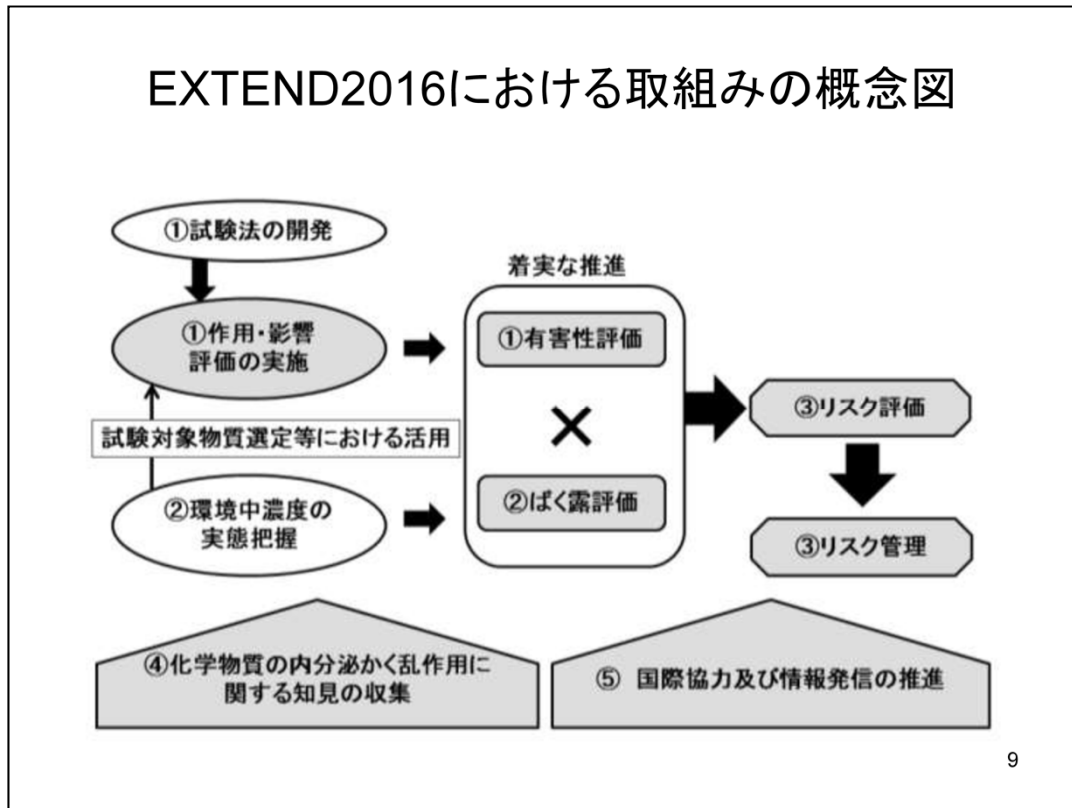 EXTEND2016における取組みの概念図
①試験法の開発
着実な推進
①作用・影響
評価の実施
①有害性評価
×
③リスク評価
試験対象物質選定等における活用
②環境中濃度の
実態把握
②ばく露評価
③リスク管理
④化学物質の内分泌かく乱作用に
関する知見の収集
⑤ 国際協力及び情報発信の推進
9